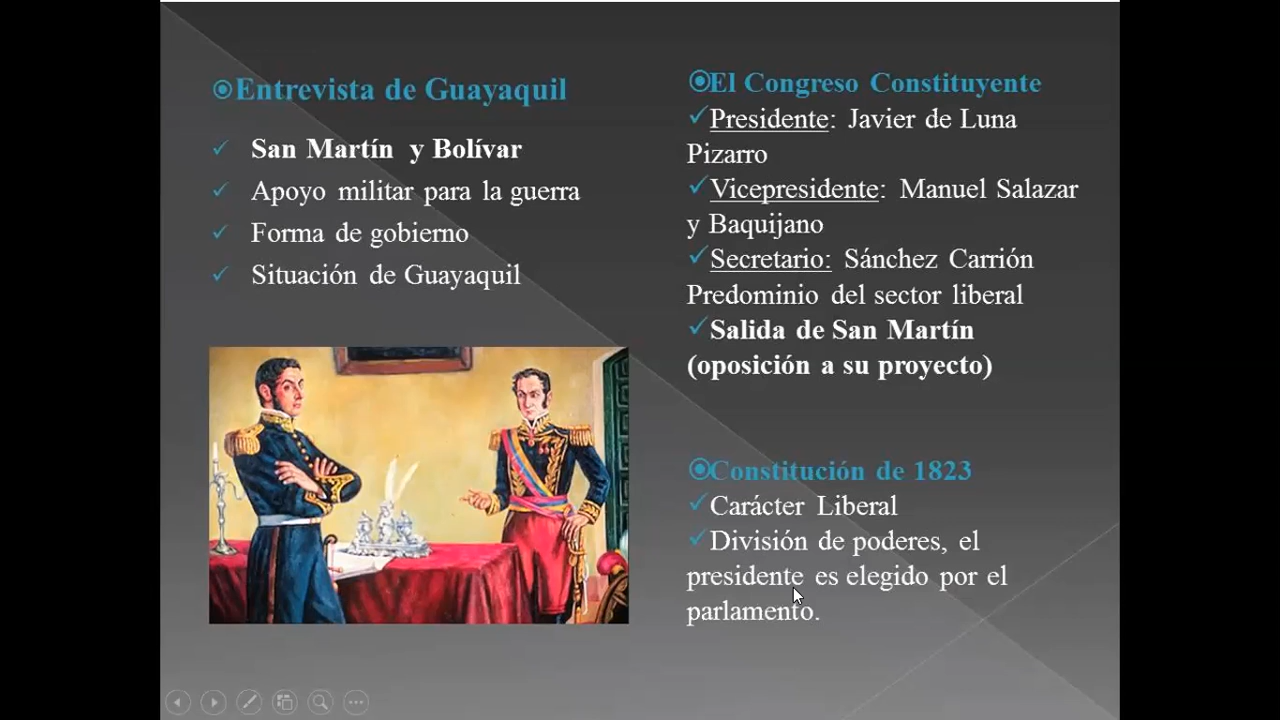 Entrevista de Guayaquil
San Martín y Bolívar
Apoyo militar para la guerra
Forma de gobierno
Situación de Guayaquil
El Congreso Constituyente
Presidente: Javier de Luna
Pizarro
Vicepresidente: Manuel Salazar
y Baquijano
Secretario: Sánchez Carrión
Predominio del sector liberal
Salida de San Martín
(oposición a su proyecto)
Constitución de 1823
Carácter Liberal
División de poderes, el
presidente es elegido por el
parlamento.